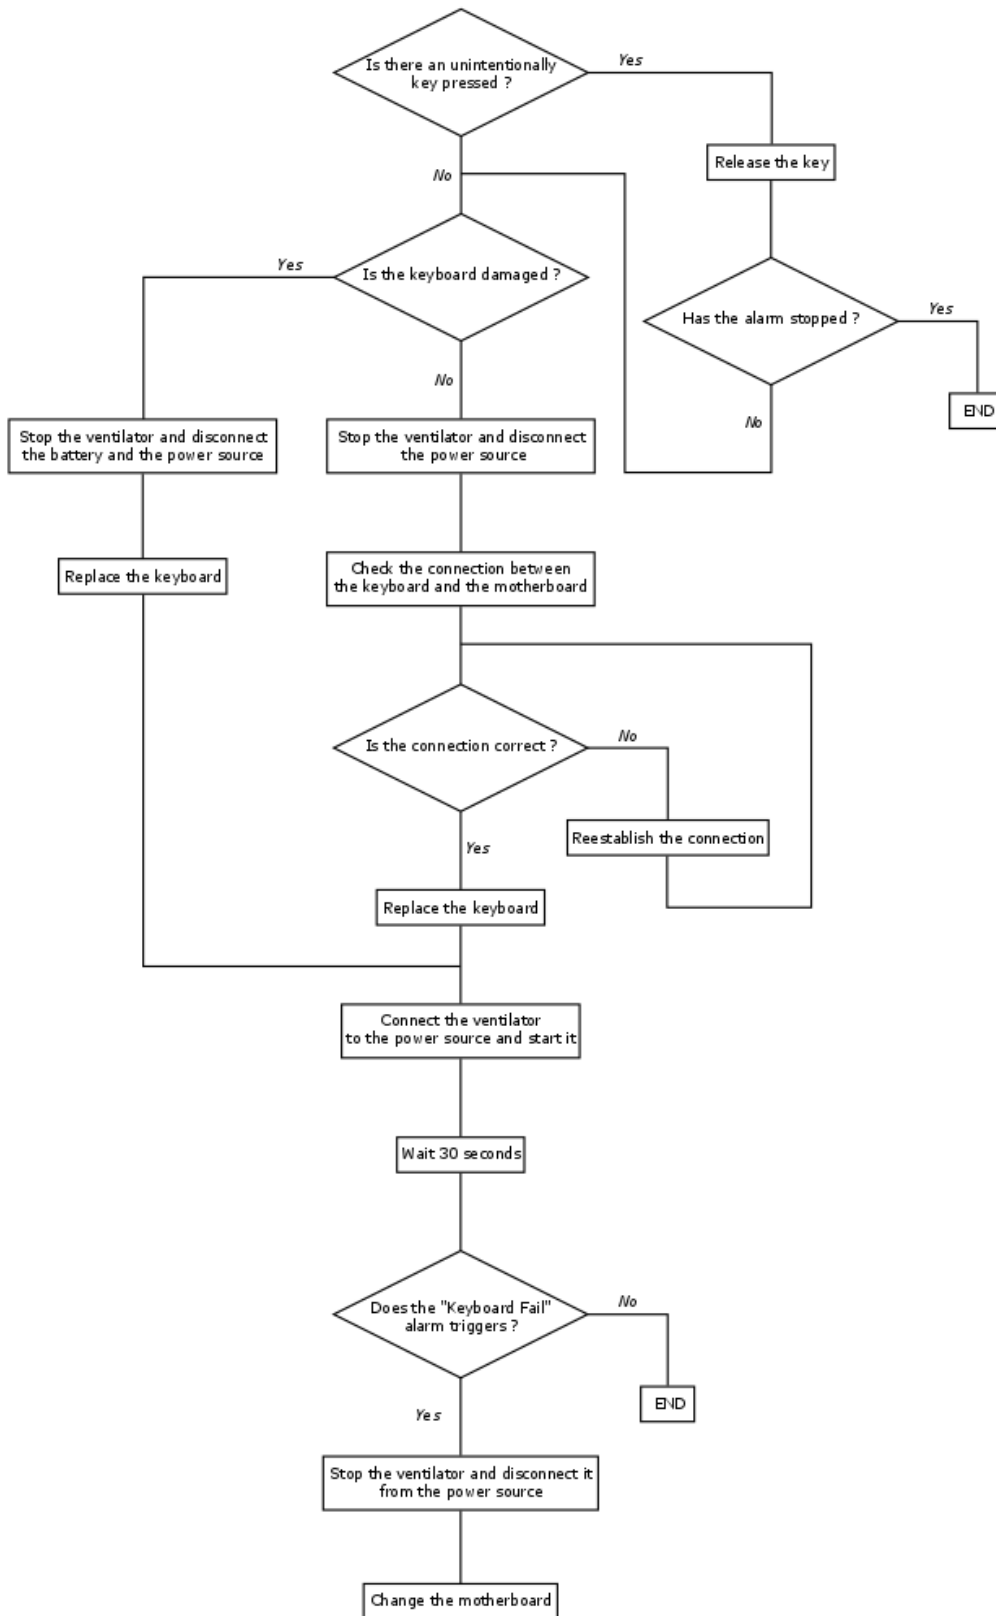 Is there an unintentionally
key pressed ?
Yes
Release the key
No
Is the keyboard damaged ?
Yes
Has the alarm stopped ?
Yes
No
END
No
Stop the ventilator and disconnect
the battery and the power source
Stop the ventilator and disconnect
the power source
Replace the keyboard
Check the connection between
the keyboard and the motherboard
Is the connection correct ?
No
Reestablish the connection
Yes
Replace the keyboard
Connect the ventilator
to the power source and start it
Wait 30 seconds
Does the "Keyboard Fail"
alarm triggers ?
No
END
Yes
Stop the ventilator and disconnect it
from the power source
Change the motherboard